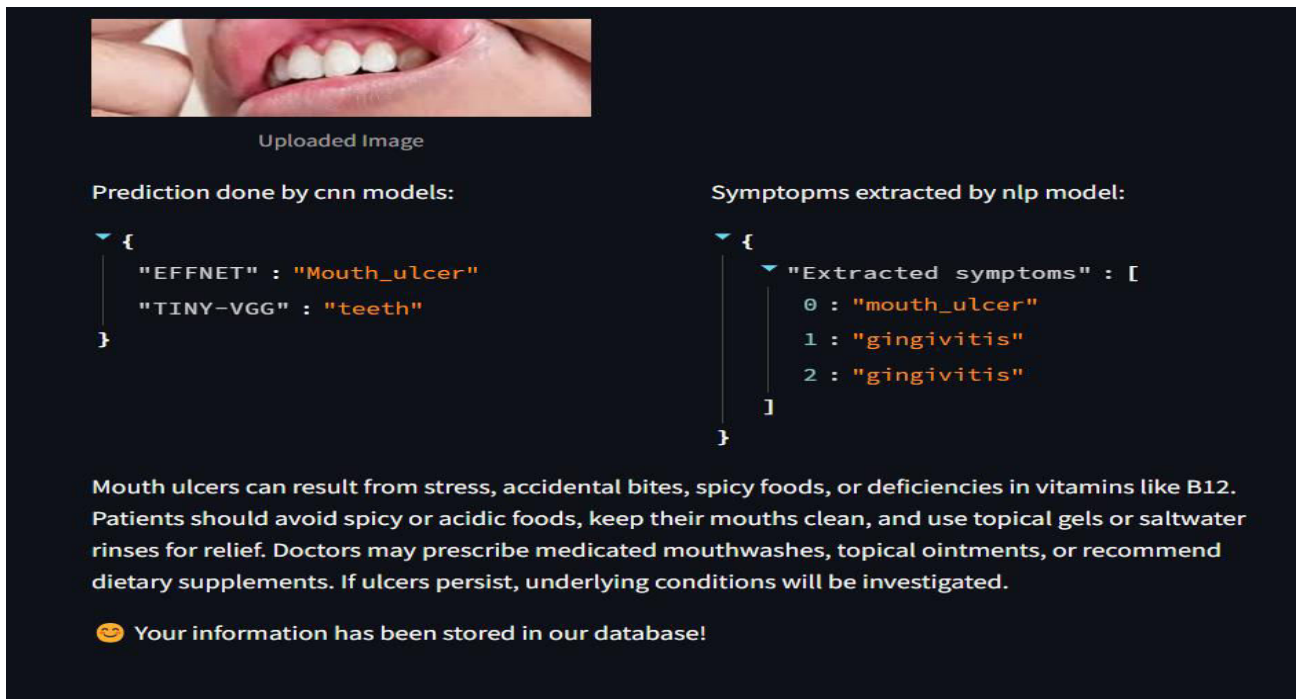 Uploaded Image
Prediction done by cnn models:
{
"EFFNET" : "Mouth_ulcer"
"TINY-VGG" : "teeth"
}
Symptopms extracted by nlp model:
{
"Extracted symptoms" : [
0 : "mouth_ulcer"
1 : "gingivitis"
2 : "gingivitis"
]
}
Mouth ulcers can result from stress, accidental bites, spicy foods, or deficiencies in vitamins like B12.
Patients should avoid spicy or acidic foods, keep their mouths clean, and use topical gels or saltwater
rinses for relief. Doctors may prescribe medicated mouthwashes, topical ointments, or recommend
dietary supplements. If ulcers persist, underlying conditions will be investigated.
😊 Your information has been stored in our database!